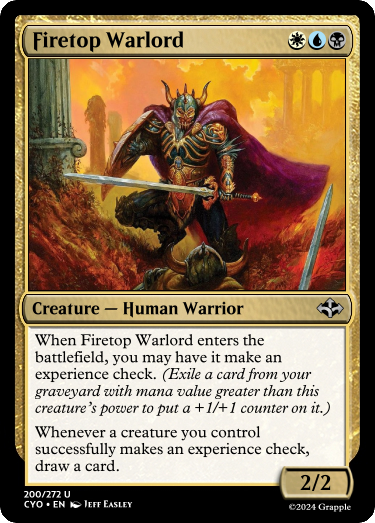 Firetop Warlord
Creature — Human Warrior
When Firetop Warlord enters the
battlefield, you may have it make an
experience check. (Exile a card from your
graveyard with mana value greater than this
creature's power to put a +1/+1 counter on it.)
Whenever a creature you control
successfully makes an experience check,
draw a card.
2/2
200/272 U
CYO • EN Jeff Easley
©2024 Grapple